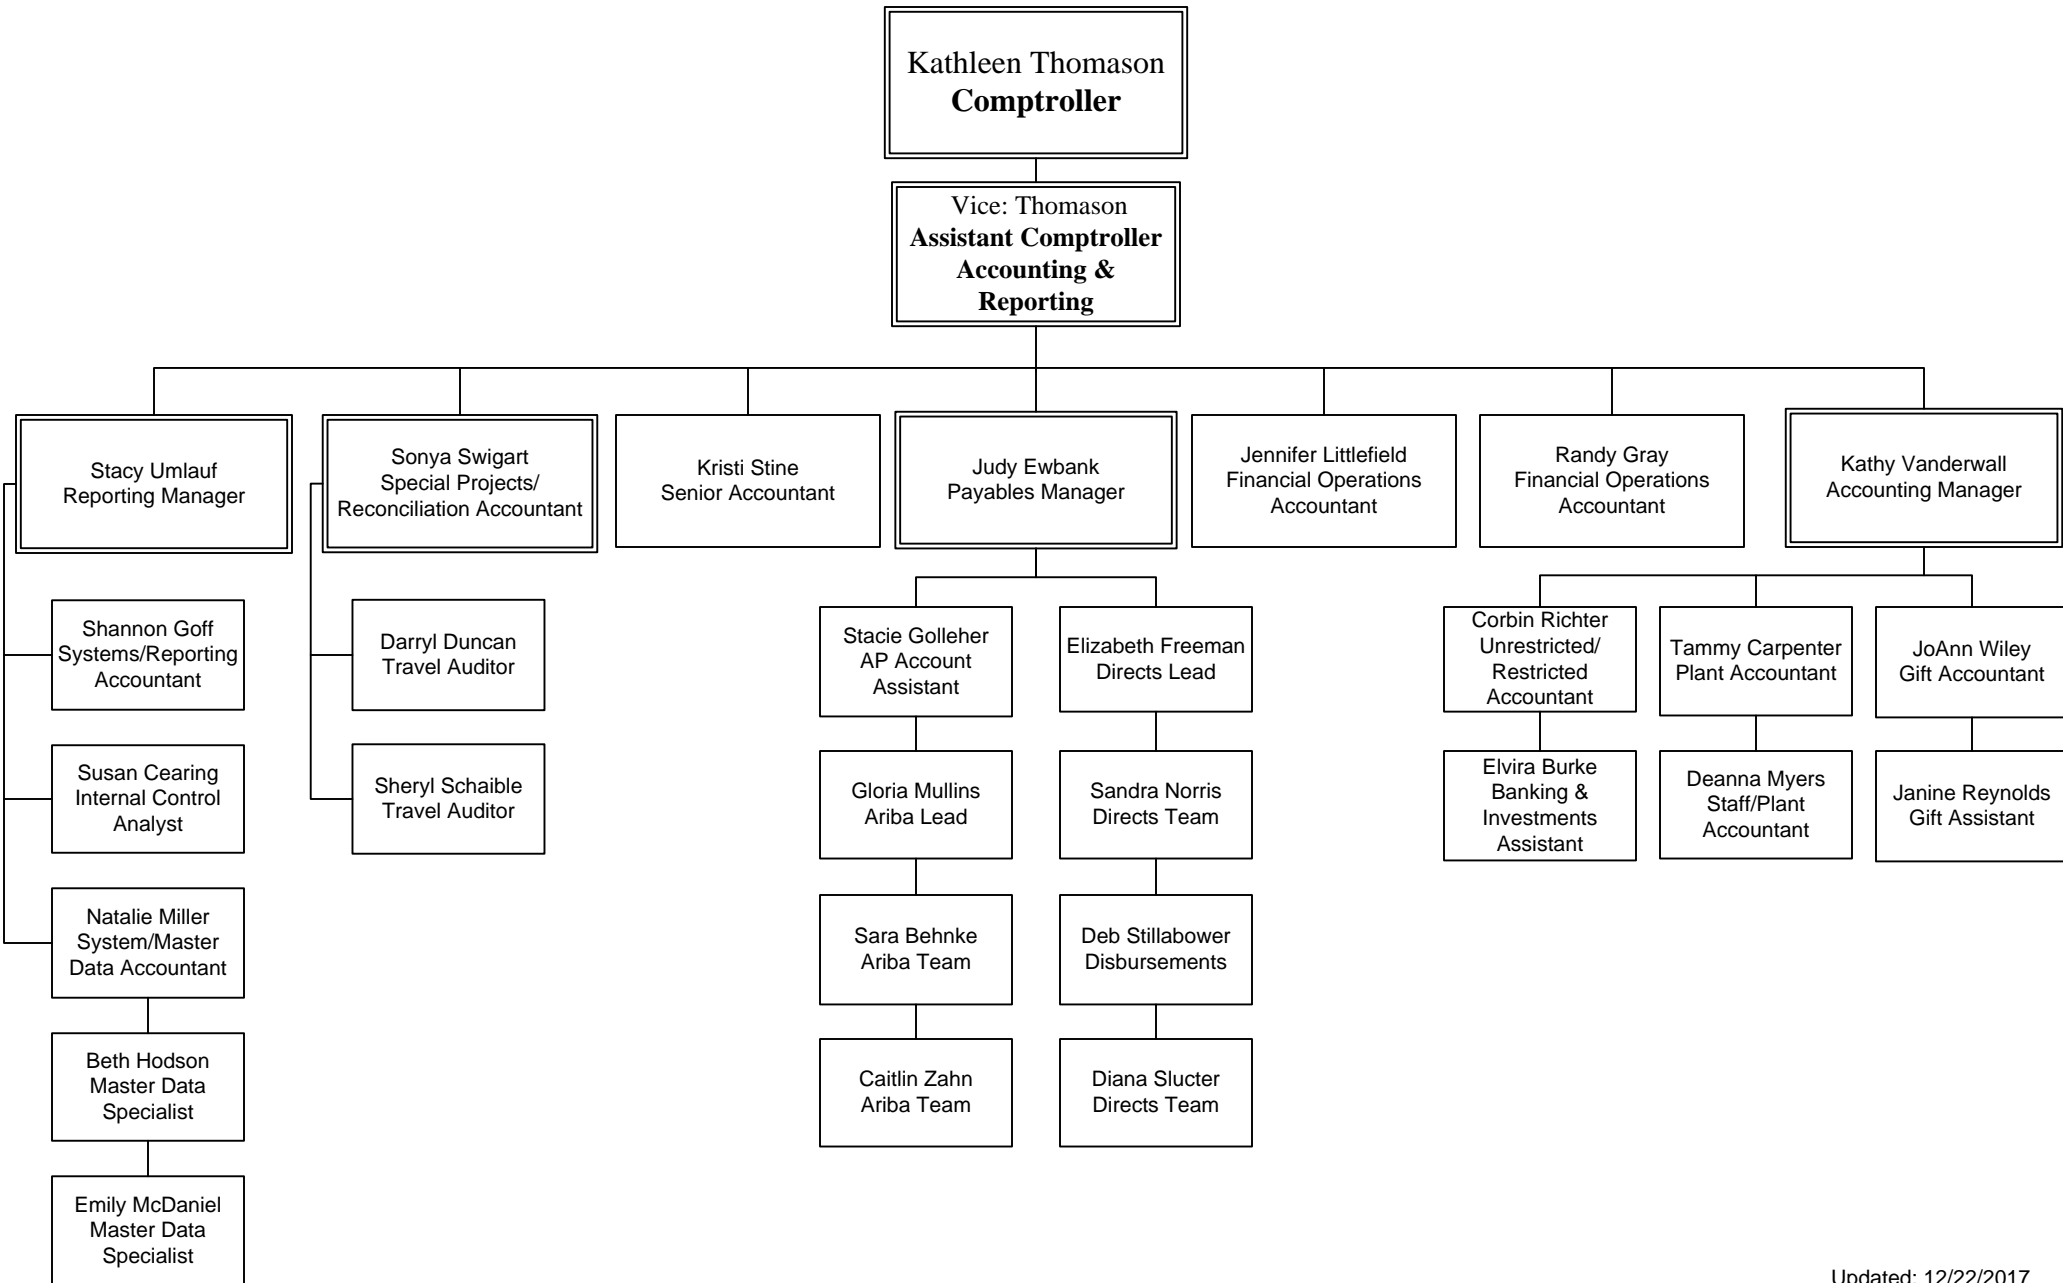 Kathleen Thomason
Comptroller
Vice: Thomason
Assistant Comptroller
Accounting &
Reporting
Stacy Umlauf
Reporting Manager
Sonya Swigart
Special Projects/
Reconciliation Accountant
Kristi Stine
Senior Accountant
Judy Ewbank
Payables Manager
Jennifer Littlefield
Financial Operations
Accountant
Randy Gray
Financial Operations
Accountant
Kathy Vanderwall
Accounting Manager
Shannon Goff
Systems/Reporting
Accountant
Darryl Duncan
Travel Auditor
Stacie Golleher
AP Account
Assistant
Elizabeth Freeman
Directs Lead
Corbin Richter
Unrestricted/
Restricted
Accountant
Tammy Carpenter
Plant Accountant
JoAnn Wiley
Gift Accountant
Susan Cearing
Internal Control
Analyst
Sheryl Schaible
Travel Auditor
Gloria Mullins
Ariba Lead
Sandra Norris
Directs Team
Elvira Burke
Banking &
Investments
Assistant
Deanna Myers
Staff/Plant
Accountant
Janine Reynolds
Gift Assistant
Natalie Miller
System/Master
Data Accountant
Sara Behnke
Ariba Team
Deb Stillabower
Disbursements
Beth Hodson
Master Data
Specialist
Caitlin Zahn
Ariba Team
Diana Slucter
Directs Team
Emily McDaniel
Master Data
Specialist
Updated: 12/22/2017